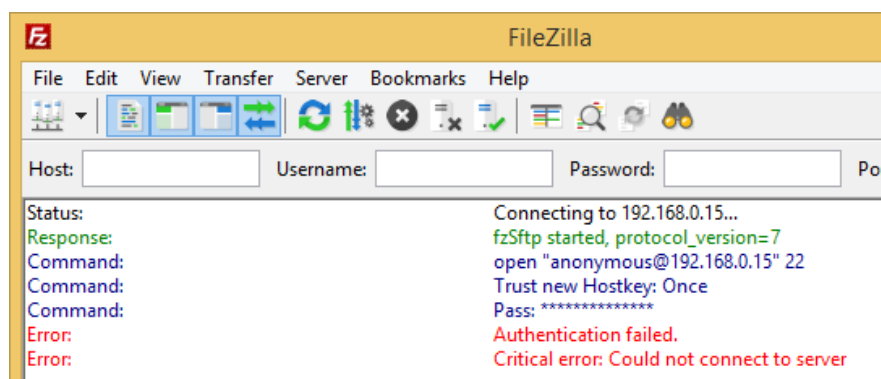 Fz FileZilla
File Edit View Transfer Server Bookmarks Help
Host: Username: Password: Po
Status: Connecting to 192.168.0.15...
Response: fzSftp started, protocol_version=7
Command: open "anonymous@192.168.0.15" 22
Command: Trust new Hostkey: Once
Command: Pass: **************
Error: Authentication failed.
Error: Critical error: Could not connect to server